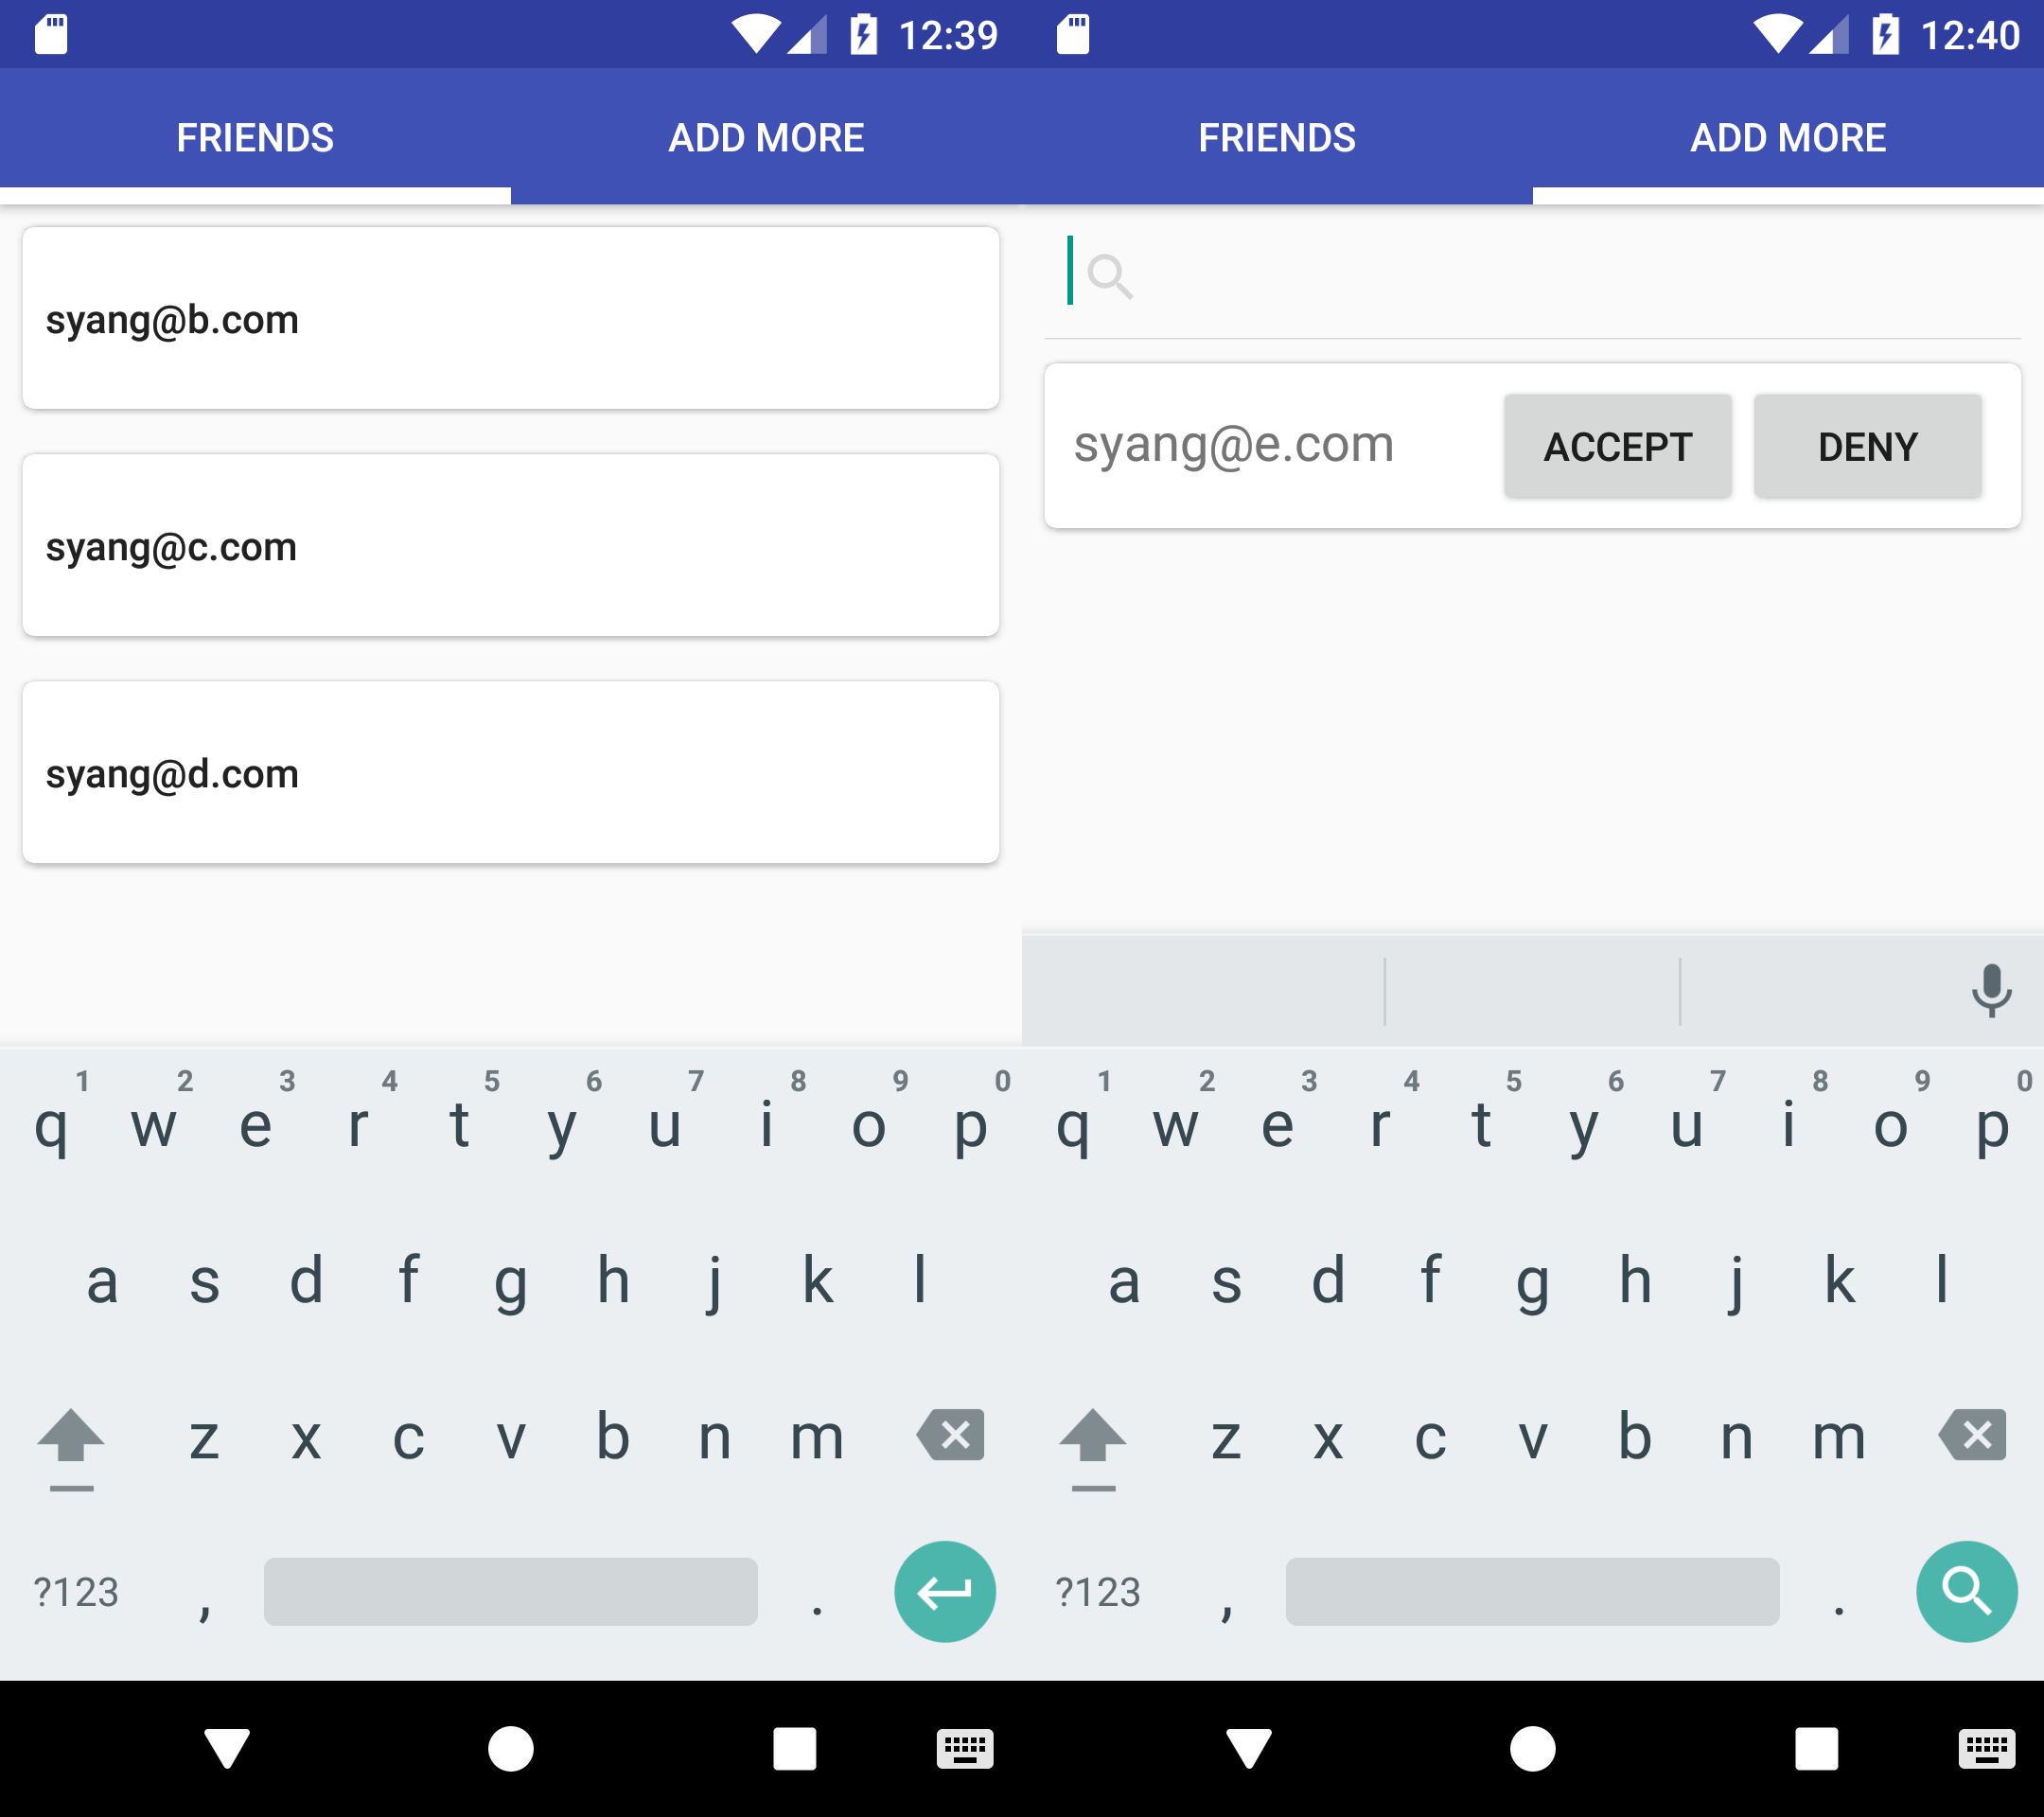 12:39
FRIENDS ADD MORE
syang@b.com
syang@c.com
syang@d.com
1 2 3 4 5 6 7 8 9 0
q w e r t y u i o p
a s d f g h j k l
z x c v b n m
?123 , .
12:40
FRIENDS ADD MORE
syang@e.com ACCEPT DENY
1 2 3 4 5 6 7 8 9 0
q w e r t y u i o p
a s d f g h j k l
z x c v b n m
?123 , .